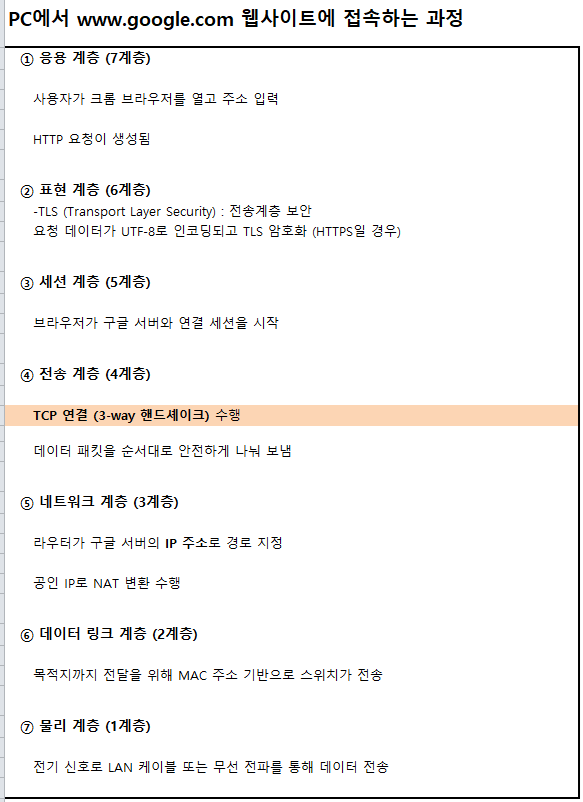 PC에서 www.google.com 웹사이트에 접속하는 과정
① 응용 계층 (7계층)
사용자가 크롬 브라우저를 열고 주소 입력
HTTP 요청이 생성됨
② 표현 계층 (6계층)
-TLS (Transport Layer Security) : 전송계층 보안
요청 데이터가 UTF-8로 인코딩되고 TLS 암호화 (HTTPS일 경우)
③ 세션 계층 (5계층)
브라우저가 구글 서버와 연결 세션을 시작
④ 전송 계층 (4계층)
TCP 연결 (3-way 핸드셰이크) 수행
데이터 패킷을 순서대로 안전하게 나눠 보냄
⑤ 네트워크 계층 (3계층)
라우터가 구글 서버의 IP 주소로 경로 지정
공인 IP로 NAT 변환 수행
⑥ 데이터 링크 계층 (2계층)
목적지까지 전달을 위해 MAC 주소 기반으로 스위치가 전송
⑦ 물리 계층 (1계층)
전기 신호로 LAN 케이블 또는 무선 전파를 통해 데이터 전송